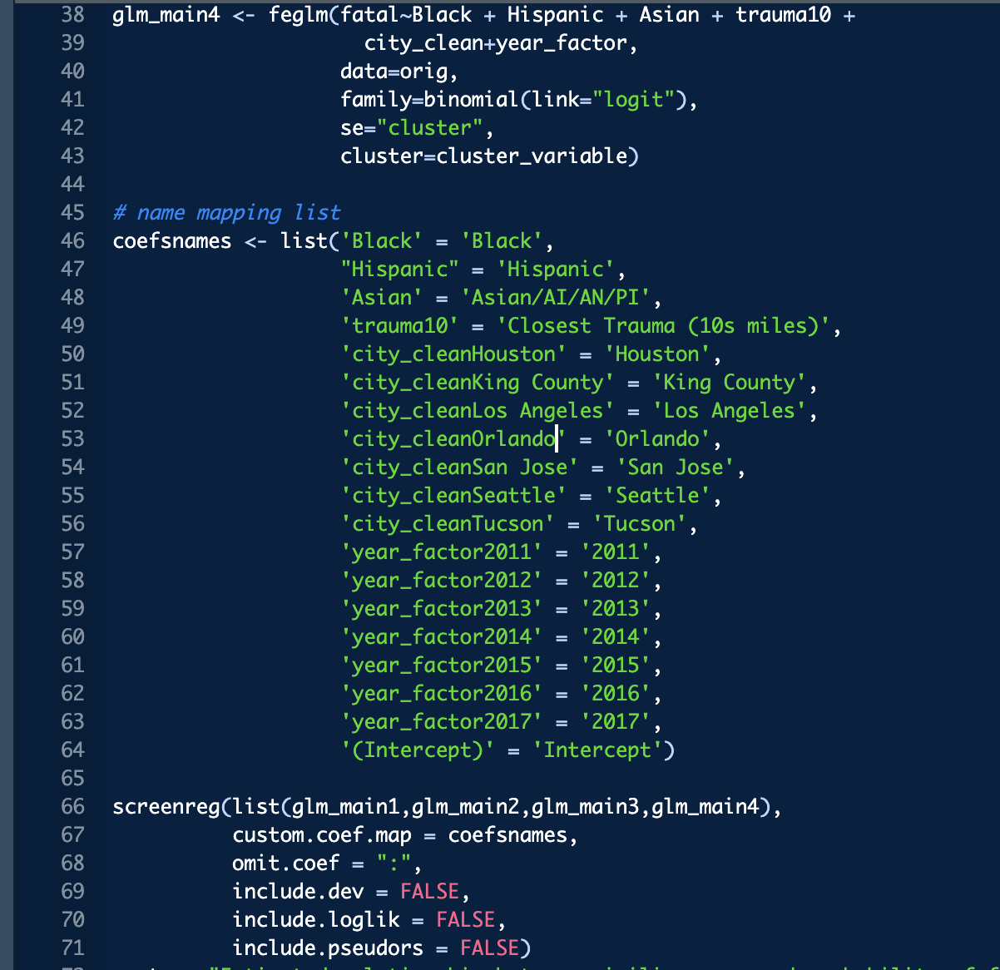 38 glm_main4 <- feglm(fatal~Black + Hispanic + Asian + trauma10 +
39 city_clean+year_factor,
40 data=orig,
41 family=binomial(link="logit"),
42 se="cluster",
43 cluster=cluster_variable)
44
45 # name mapping list
46 coefsnames <- list('Black' = 'Black',
47 "Hispanic" = 'Hispanic',
48 'Asian' = 'Asian/AI/AN/PI',
49 'trauma10' = 'Closest Trauma (10s miles)',
50 'city_cleanHouston' = 'Houston',
51 'city_cleanKing County' = 'King County',
52 'city_cleanLos Angeles' = 'Los Angeles',
53 'city_cleanOrlando' = 'Orlando',
54 'city_cleanSan Jose' = 'San Jose',
55 'city_cleanSeattle' = 'Seattle',
56 'city_cleanTucson' = 'Tucson',
57 'year_factor2011' = '2011',
58 'year_factor2012' = '2012',
59 'year_factor2013' = '2013',
60 'year_factor2014' = '2014',
61 'year_factor2015' = '2015',
62 'year_factor2016' = '2016',
63 'year_factor2017' = '2017',
64 '(Intercept)' = 'Intercept')
65
66 screenreg(list(glm_main1,glm_main2,glm_main3,glm_main4),
67 custom.coef.map = coefsnames,
68 omit.coef = ":",
69 include.dev = FALSE,
70 include.loglik = FALSE,
71 include.pseudors = FALSE)